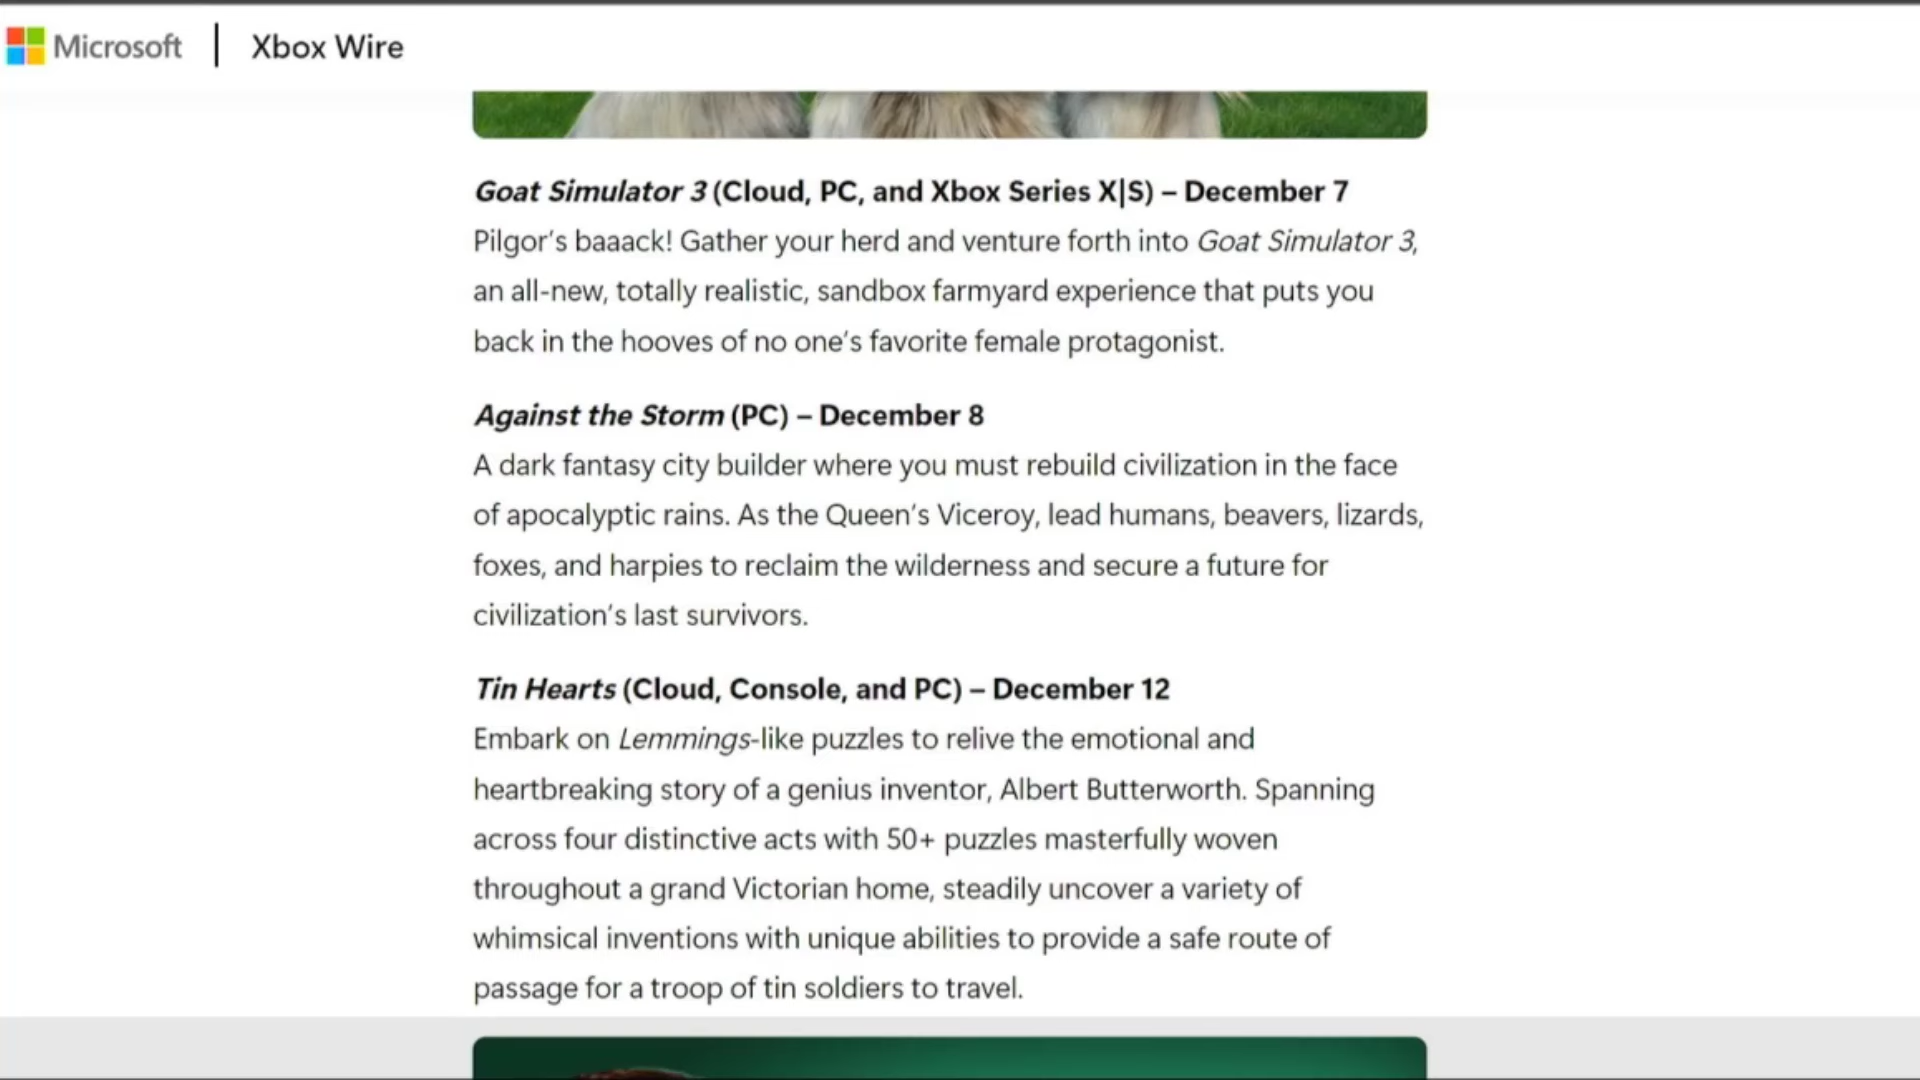 Microsoft | Xbox Wire
Goat Simulator 3 (Cloud, PC, and Xbox Series X|S) – December 7
Pilgor’s baaack! Gather your herd and venture forth into Goat Simulator 3,
an all-new, totally realistic, sandbox farmyard experience that puts you
back in the hooves of no one’s favorite female protagonist.
Against the Storm (PC) – December 8
A dark fantasy city builder where you must rebuild civilization in the face
of apocalyptic rains. As the Queen’s Viceroy, lead humans, beavers, lizards,
foxes, and harpies to reclaim the wilderness and secure a future for
civilization’s last survivors.
Tin Hearts (Cloud, Console, and PC) – December 12
Embark on Lemmings-like puzzles to relive the emotional and
heartbreaking story of a genius inventor, Albert Butterworth. Spanning
across four distinctive acts with 50+ puzzles masterfully woven
throughout a grand Victorian home, steadily uncover a variety of
whimsical inventions with unique abilities to provide a safe route of
passage for a troop of tin soldiers to travel.